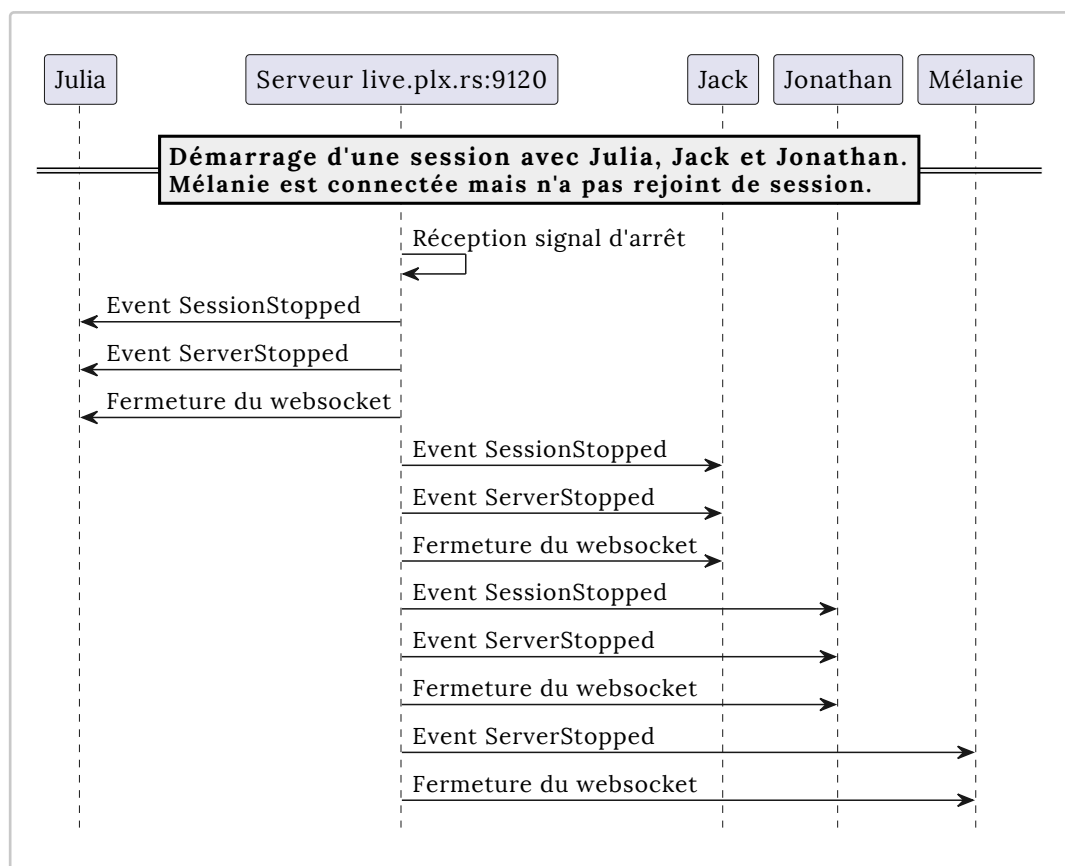 Julia
Serveur live.plx.rs:9120
Jack
Jonathan
Mélanie
Démarrage d'une session avec Julia, Jack et Jonathan.
Mélanie est connectée mais n'a pas rejoint de session.
Réception signal d'arrêt
Event SessionStopped
Event ServerStopped
Fermeture du websocket
Event SessionStopped
Event ServerStopped
Fermeture du websocket
Event SessionStopped
Event ServerStopped
Fermeture du websocket
Event ServerStopped
Fermeture du websocket